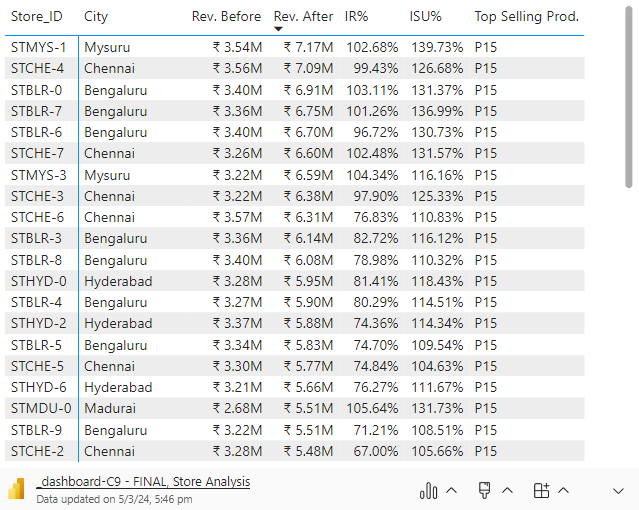 Store_ID City Rev. Before Rev. After IR% ISU% Top Selling Prod.
STMYS-1 Mysuru ₹ 3.54M ₹ 7.17M 102.68% 139.73% P15
STCHE-4 Chennai ₹ 3.56M ₹ 7.09M 99.43% 126.68% P15
STBLR-0 Bengaluru ₹ 3.40M ₹ 6.91M 103.11% 131.37% P15
STBLR-7 Bengaluru ₹ 3.36M ₹ 6.75M 101.26% 136.99% P15
STBLR-6 Bengaluru ₹ 3.40M ₹ 6.70M 96.72% 130.73% P15
STCHE-7 Chennai ₹ 3.26M ₹ 6.60M 102.48% 131.57% P15
STMYS-3 Mysuru ₹ 3.22M ₹ 6.59M 104.34% 116.16% P15
STCHE-3 Chennai ₹ 3.22M ₹ 6.38M 97.90% 125.33% P15
STCHE-6 Chennai ₹ 3.57M ₹ 6.31M 76.83% 110.83% P15
STBLR-3 Bengaluru ₹ 3.36M ₹ 6.14M 82.72% 116.12% P15
STBLR-8 Bengaluru ₹ 3.40M ₹ 6.08M 78.98% 110.32% P15
STHYD-0 Hyderabad ₹ 3.28M ₹ 5.95M 81.41% 118.43% P15
STBLR-4 Bengaluru ₹ 3.27M ₹ 5.90M 80.29% 114.51% P15
STHYD-2 Hyderabad ₹ 3.37M ₹ 5.88M 74.36% 114.34% P15
STBLR-5 Bengaluru ₹ 3.34M ₹ 5.83M 74.70% 109.54% P15
STCHE-5 Chennai ₹ 3.30M ₹ 5.77M 74.84% 104.63% P15
STHYD-6 Hyderabad ₹ 3.21M ₹ 5.66M 76.27% 111.67% P15
STMDU-0 Madurai ₹ 2.68M ₹ 5.51M 105.64% 131.73% P15
STBLR-9 Bengaluru ₹ 3.22M ₹ 5.51M 71.21% 108.51% P15
STCHE-2 Chennai ₹ 3.28M ₹ 5.48M 67.00% 105.66% P15
_dashboard-C9 - FINAL, Store Analysis
Data updated on 5/3/24, 5:46 pm